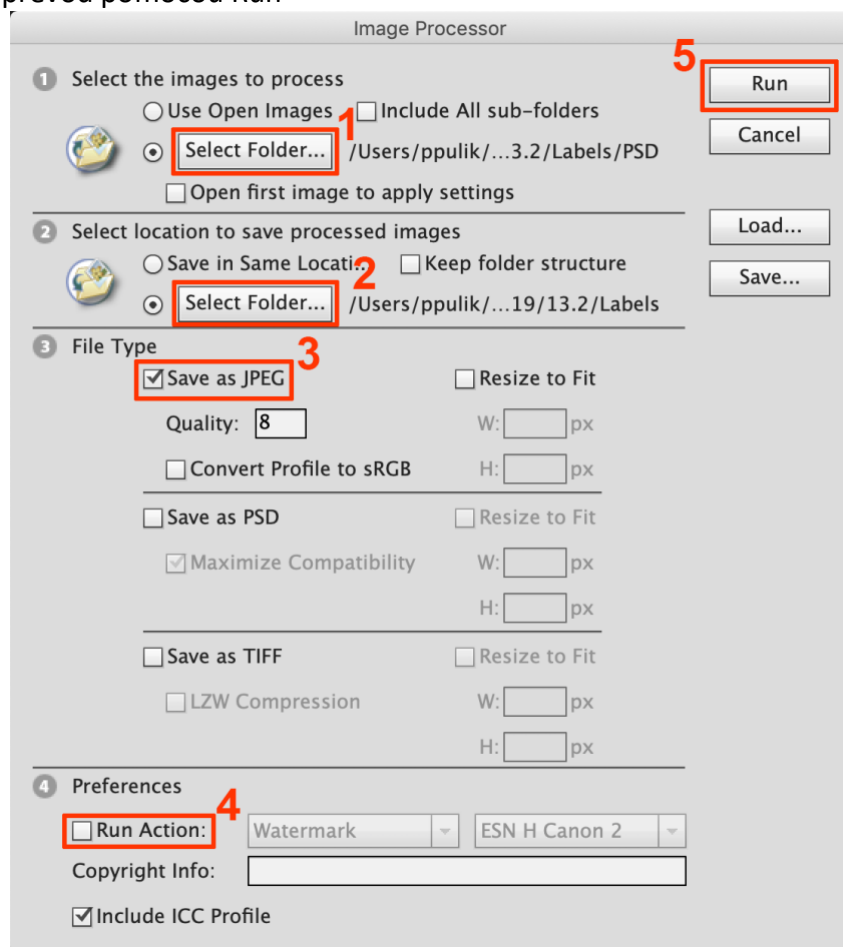 prevod pomocou Run
Image Processor
1 Select the images to process
Use Open Images Include All sub-folders
1
Select Folder... /Users/ppulik/...3.2/Labels/PSD
Open first image to apply settings
5
Run
Cancel
Load...
Save...
2 Select location to save processed images
Save in Same Locati... Keep folder structure
2
Select Folder... /Users/ppulik/...19/13.2/Labels
3 File Type
3
Save as JPEG Resize to Fit
Quality: 8 W: px
Convert Profile to sRGB H: px
Save as PSD Resize to Fit
Maximize Compatibility W: px
H: px
Save as TIFF Resize to Fit
LZW Compression W: px
H: px
4 Preferences
4
Run Action: Watermark ESN H Canon 2
Copyright Info:
Include ICC Profile